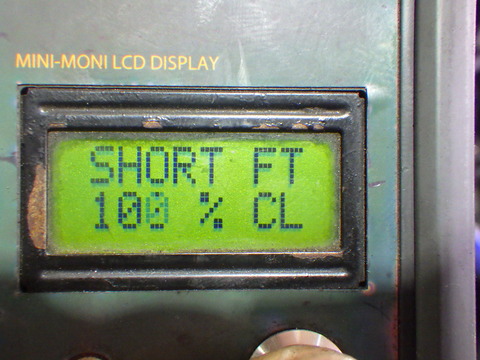 MINI-MONI LCD DISPLAY
SHORT FT
100 % CL